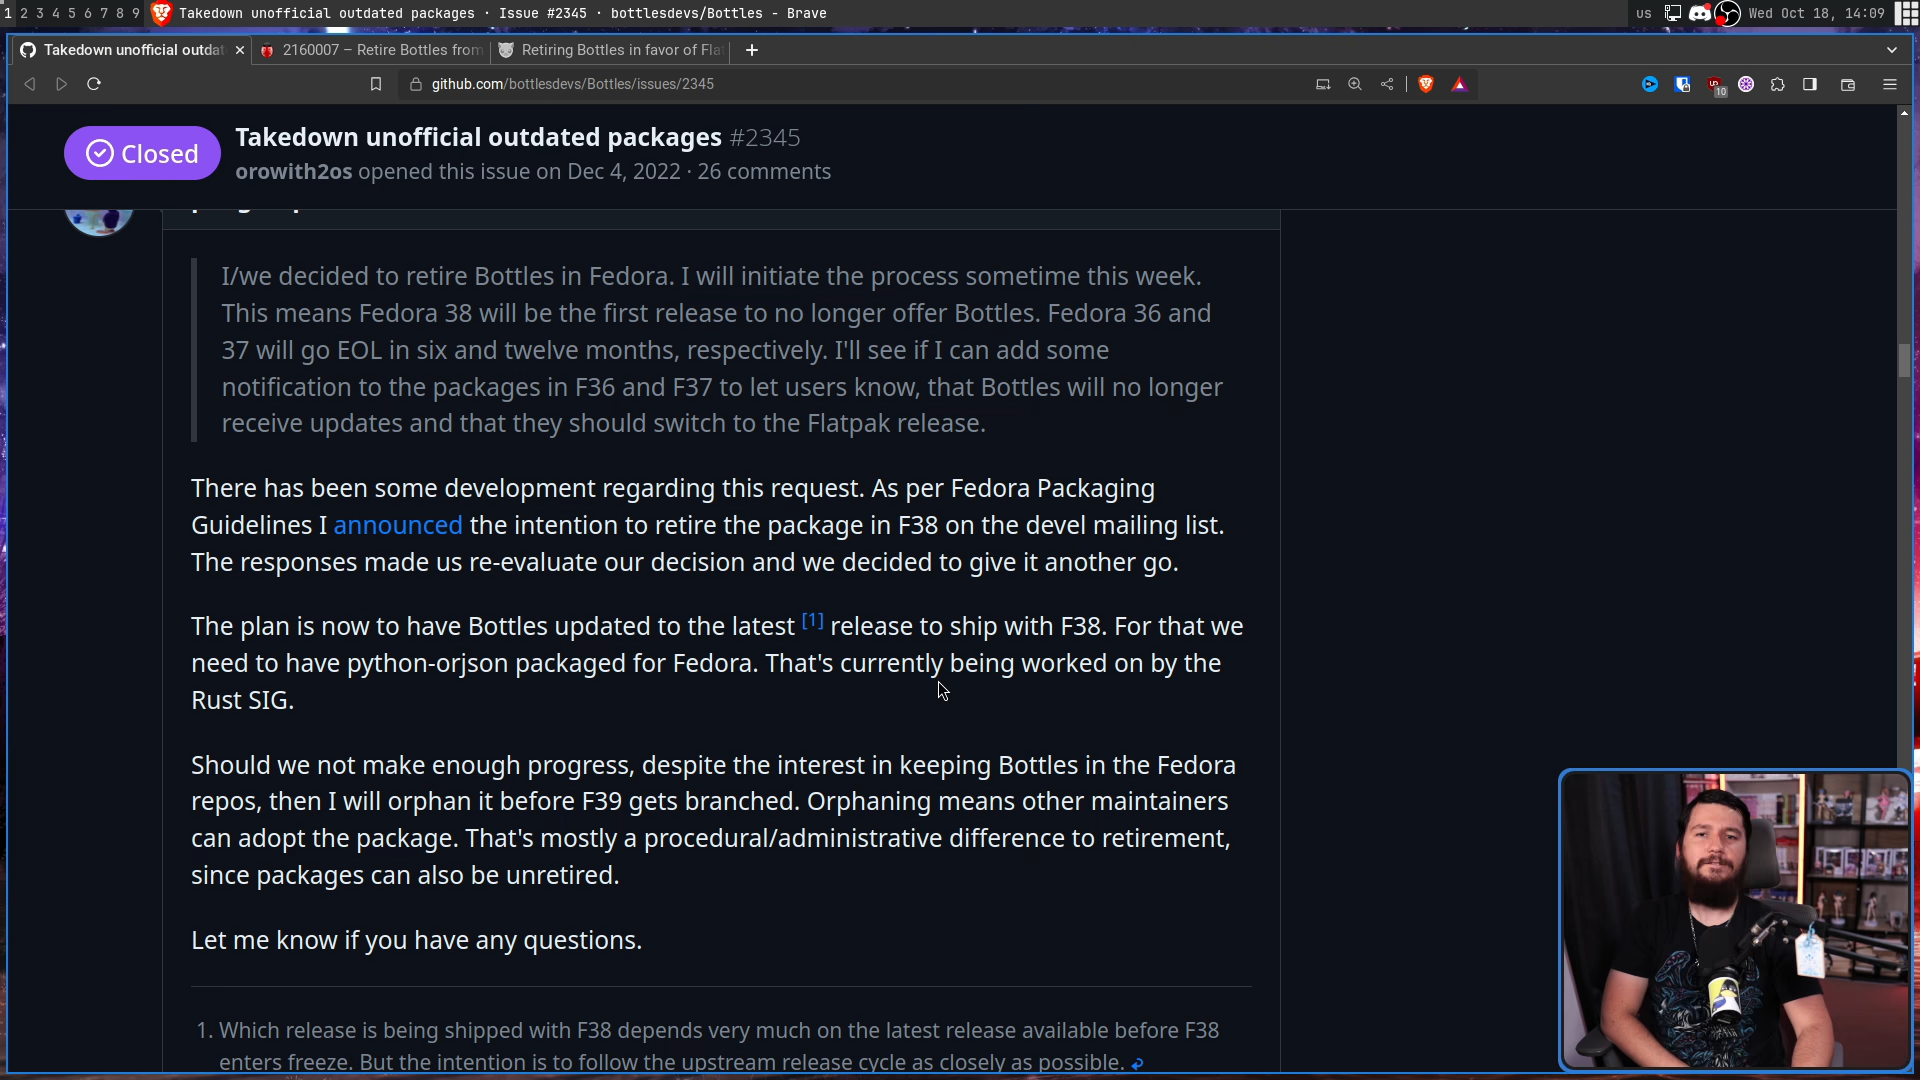 1 2 3 4 5 6 7 8 9 Takedown unofficial outdated packages · Issue #2345 · bottlesdevs/Bottles - Brave us Wed Oct 18, 14:09
Takedown unofficial outdat 2160007 – Retire Bottles from Retiring Bottles in favor of Flat
github.com/bottlesdevs/Bottles/issues/2345 10
Closed
Takedown unofficial outdated packages #2345
orowith2os opened this issue on Dec 4, 2022 · 26 comments
I/we decided to retire Bottles in Fedora. I will initiate the process sometime this week.
This means Fedora 38 will be the first release to no longer offer Bottles. Fedora 36 and
37 will go EOL in six and twelve months, respectively. I'll see if I can add some
notification to the packages in F36 and F37 to let users know, that Bottles will no longer
receive updates and that they should switch to the Flatpak release.
There has been some development regarding this request. As per Fedora Packaging
Guidelines I announced the intention to retire the package in F38 on the devel mailing list.
The responses made us re-evaluate our decision and we decided to give it another go.
The plan is now to have Bottles updated to the latest [1] release to ship with F38. For that we
need to have python-orjson packaged for Fedora. That's currently being worked on by the
Rust SIG.
Should we not make enough progress, despite the interest in keeping Bottles in the Fedora
repos, then I will orphan it before F39 gets branched. Orphaning means other maintainers
can adopt the package. That's mostly a procedural/administrative difference to retirement,
since packages can also be unretired.
Let me know if you have any questions.
1. Which release is being shipped with F38 depends very much on the latest release available before F38
enters freeze. But the intention is to follow the upstream release cycle as closely as possible. ↩